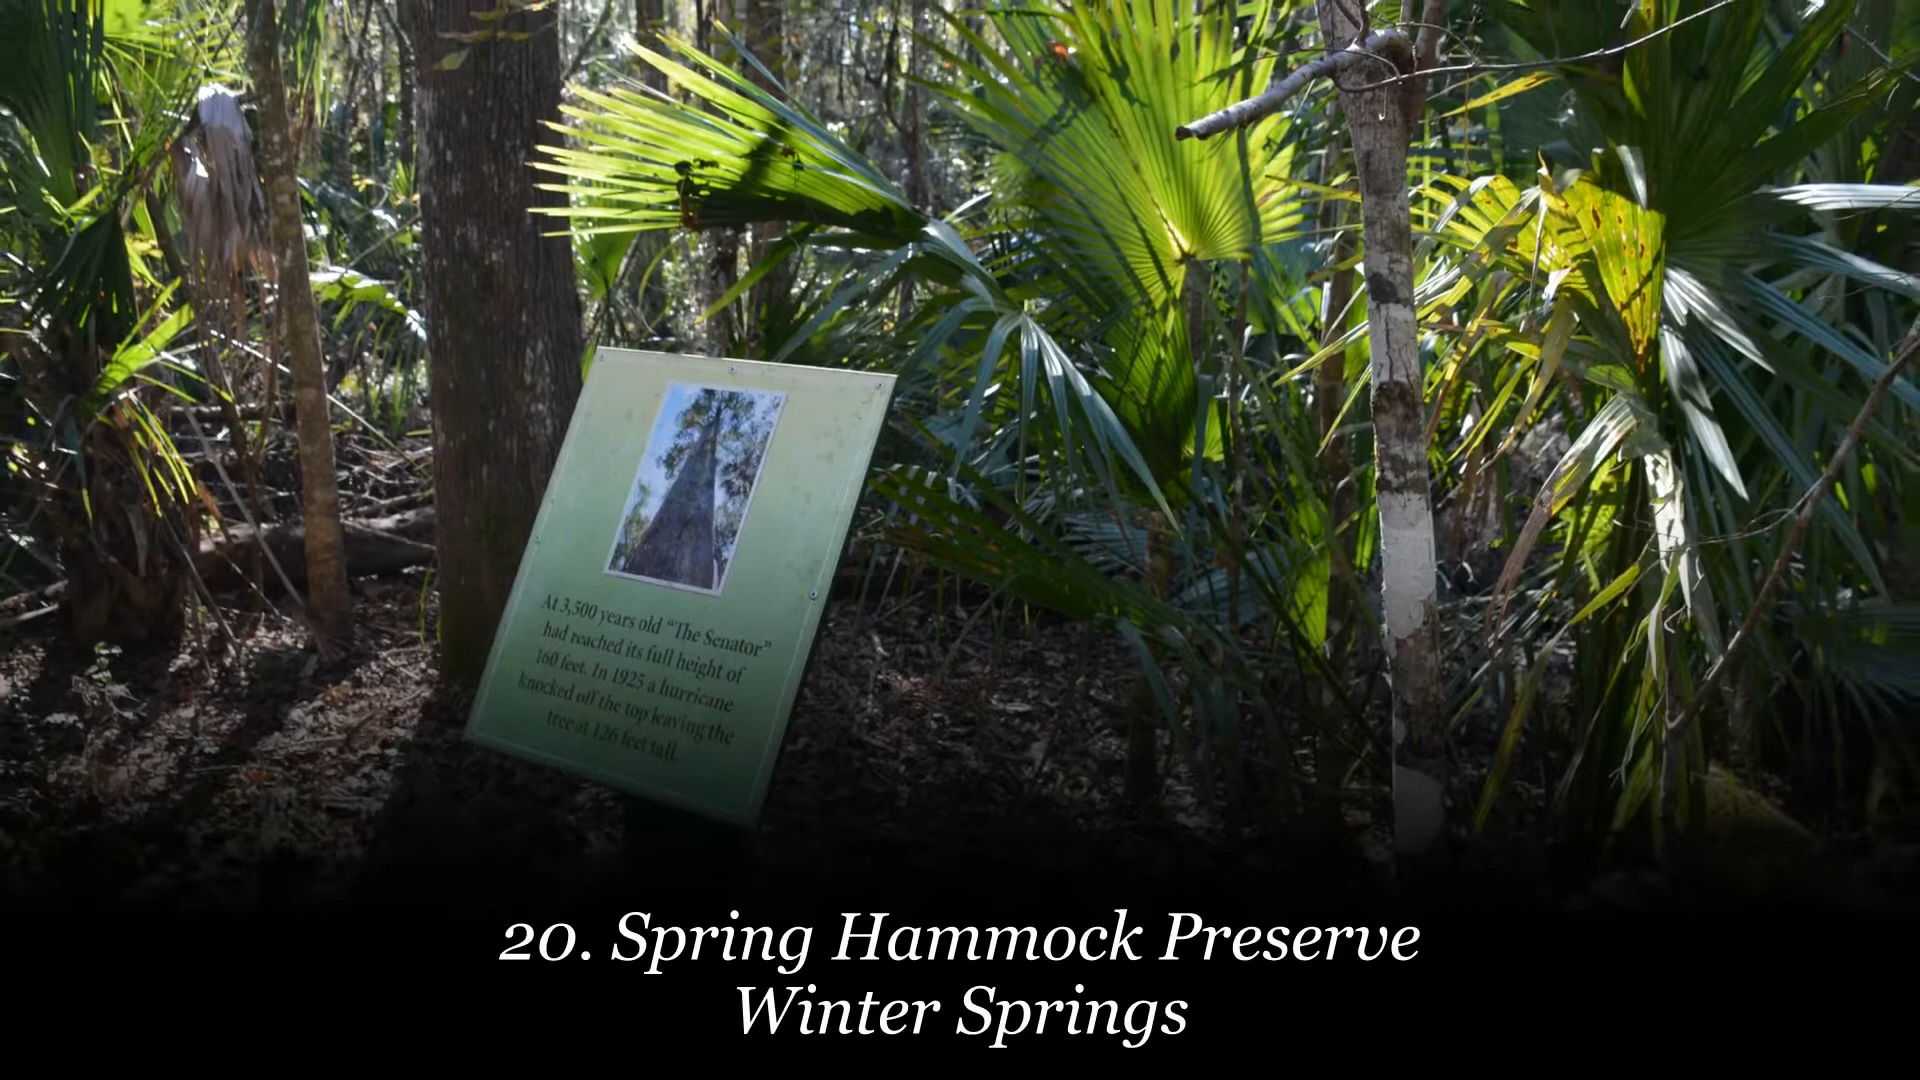 At 3,500 years old “The Senator”
had reached its full height of
160 feet. In 1925 a hurricane
knocked off the top leaving the
tree at 126 feet tall.
20. Spring Hammock Preserve
Winter Springs